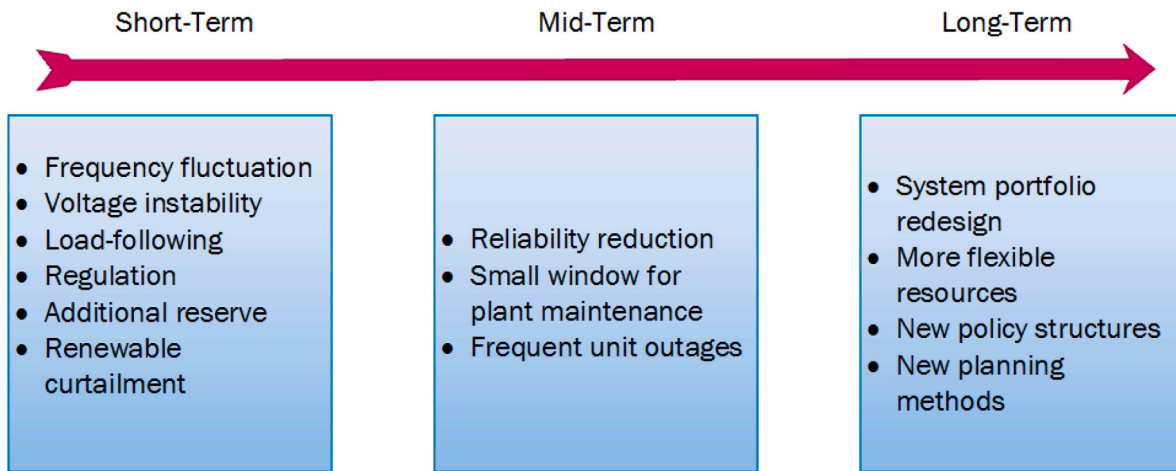 Short-Term
Mid-Term
Long-Term
• Frequency fluctuation
• Voltage instability
• Load-following
• Regulation
• Additional reserve
• Renewable
curtailment
• Reliability reduction
• Small window for
plant maintenance
• Frequent unit outages
• System portfolio
redesign
• More flexible
resources
• New policy structures
• New planning
methods